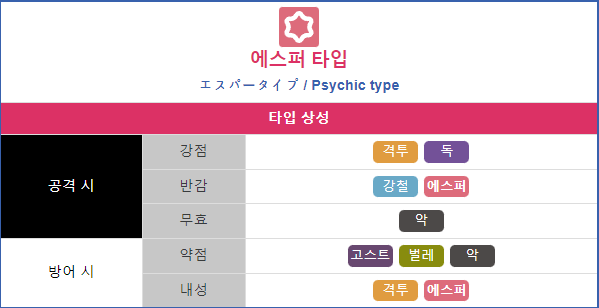 에스퍼 타입
エスパータイプ / Psychic type
타입 상성
공격 시
강점 격투 독
반감 강철 에스퍼
무효 악
방어 시
약점 고스트 벌레 악
내성 격투 에스퍼